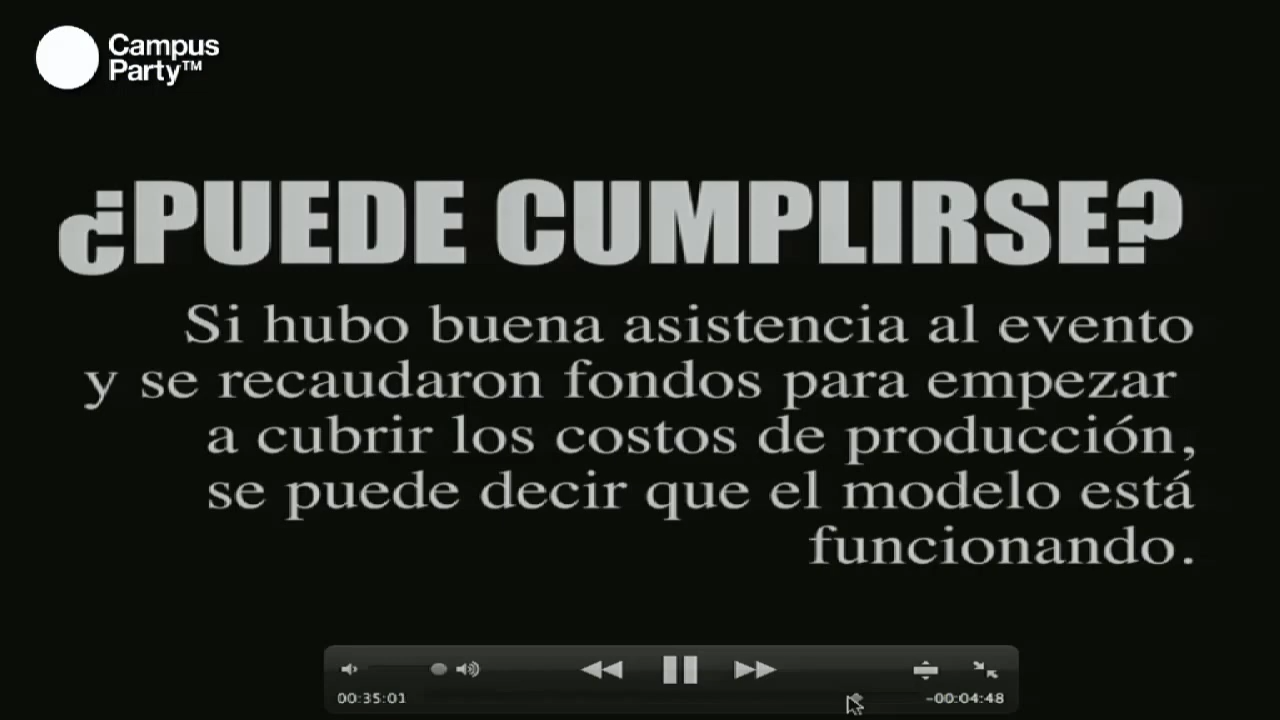 Campus
Party™
¿PUEDE CUMPLIRSE?
Si hubo buena asistencia al evento
y se recaudaron fondos para empezar
a cubrir los costos de producción,
se puede decir que el modelo está
funcionando.
00:35:01
-00:04:48